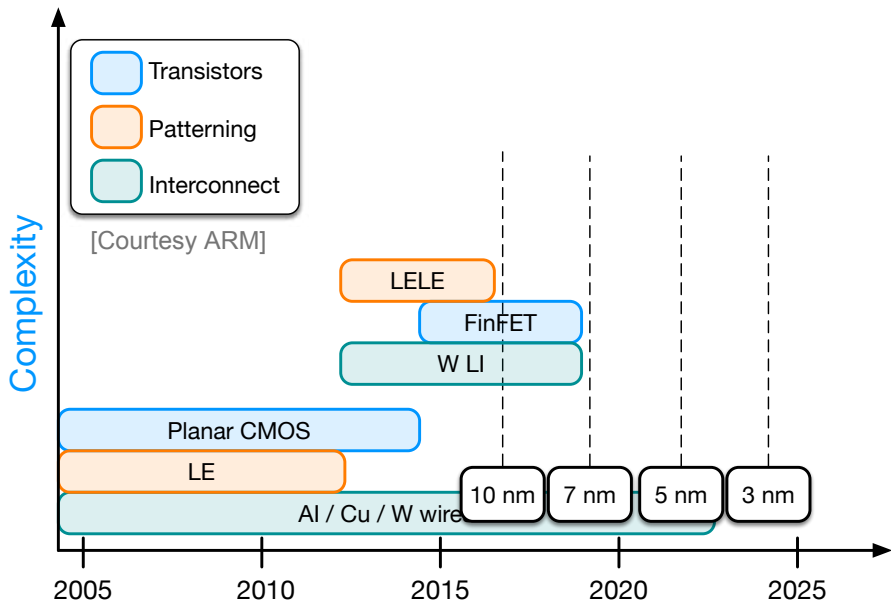 Transistors
Patterning
Interconnect
[Courtesy ARM]
Complexity
LELE
FinFET
W LI
Planar CMOS
LE
10 nm
7 nm
5 nm
3 nm
Al / Cu / W wire
2005
2010
2015
2020
2025